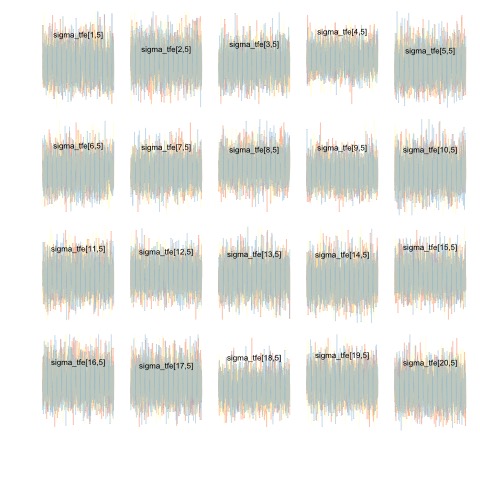 sigma_tfe[1,5]
sigma_tfe[2,5]
sigma_tfe[3,5]
sigma_tfe[4,5]
sigma_tfe[5,5]
sigma_tfe[6,5]
sigma_tfe[7,5]
sigma_tfe[8,5]
sigma_tfe[9,5]
sigma_tfe[10,5]
sigma_tfe[11,5]
sigma_tfe[12,5]
sigma_tfe[13,5]
sigma_tfe[14,5]
sigma_tfe[15,5]
sigma_tfe[16,5]
sigma_tfe[17,5]
sigma_tfe[18,5]
sigma_tfe[19,5]
sigma_tfe[20,5]